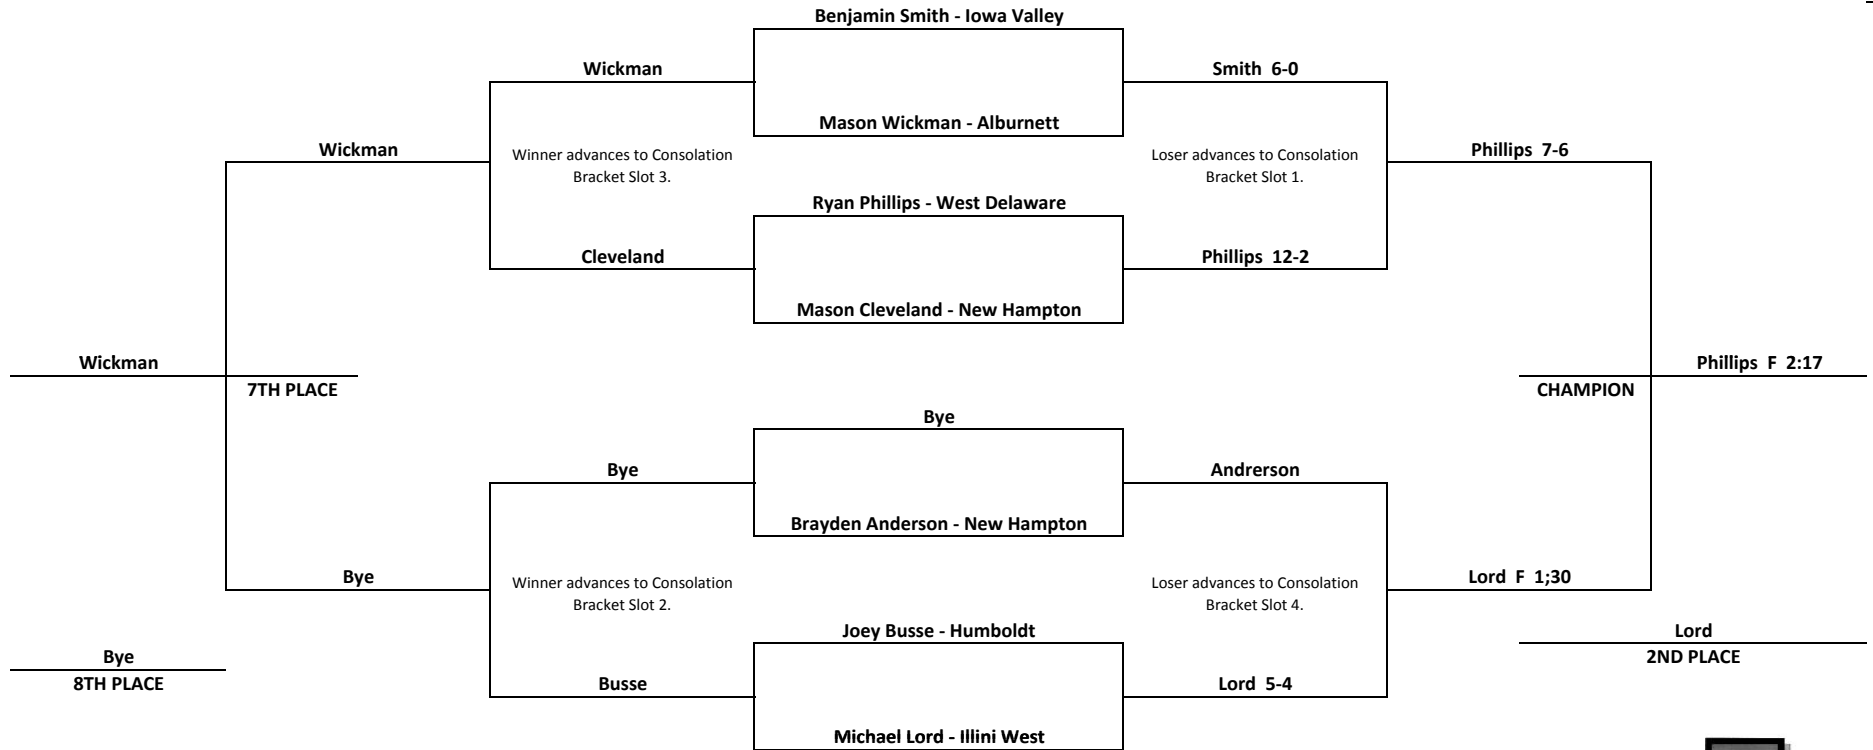 Benjamin Smith - Iowa Valley
Wickman
Smith  6-0
Mason Wickman - Alburnett
Wickman
Winner advances to Consolation
Bracket Slot 3.
Loser advances to Consolation
Bracket Slot 1.
Phillips  7-6
Ryan Phillips - West Delaware
Cleveland
Phillips  12-2
Mason Cleveland - New Hampton
Wickman
7TH PLACE
CHAMPION
Phillips  F  2:17
Bye
Bye
Andrerson
Brayden Anderson - New Hampton
Bye
Winner advances to Consolation
Bracket Slot 2.
Loser advances to Consolation
Bracket Slot 4.
Lord  F  1;30
Joey Busse - Humboldt
Bye
8TH PLACE
Lord
2ND PLACE
Busse
Lord  5-4
Michael Lord - Illini West